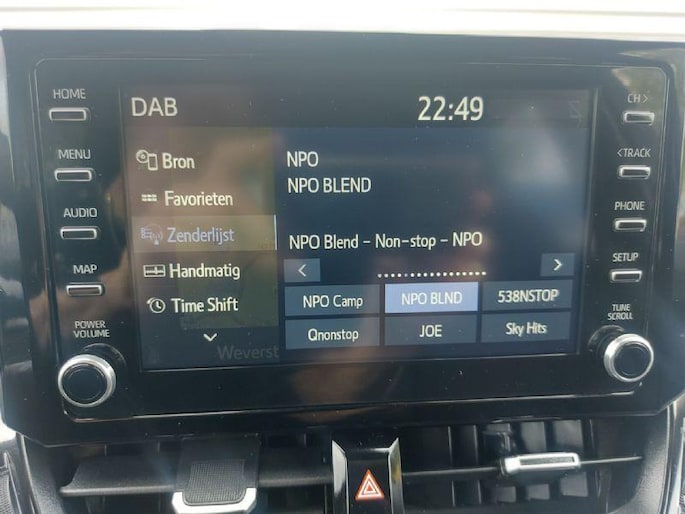 DAB
22:49
HOME
MENU
AUDIO
MAP
POWER
VOLUME
Bron
Favorieten
Zenderlijst
Handmatig
Time Shift
NPO
NPO BLEND
NPO Blend - Non-stop - NPO
<
>
NPO Camp
NPO BLND
538NSTOP
Qnonstop
JOE
Sky Hits
Weverst
CH>
<TRACK
PHONE
SETUP
TUNE
SCROLL